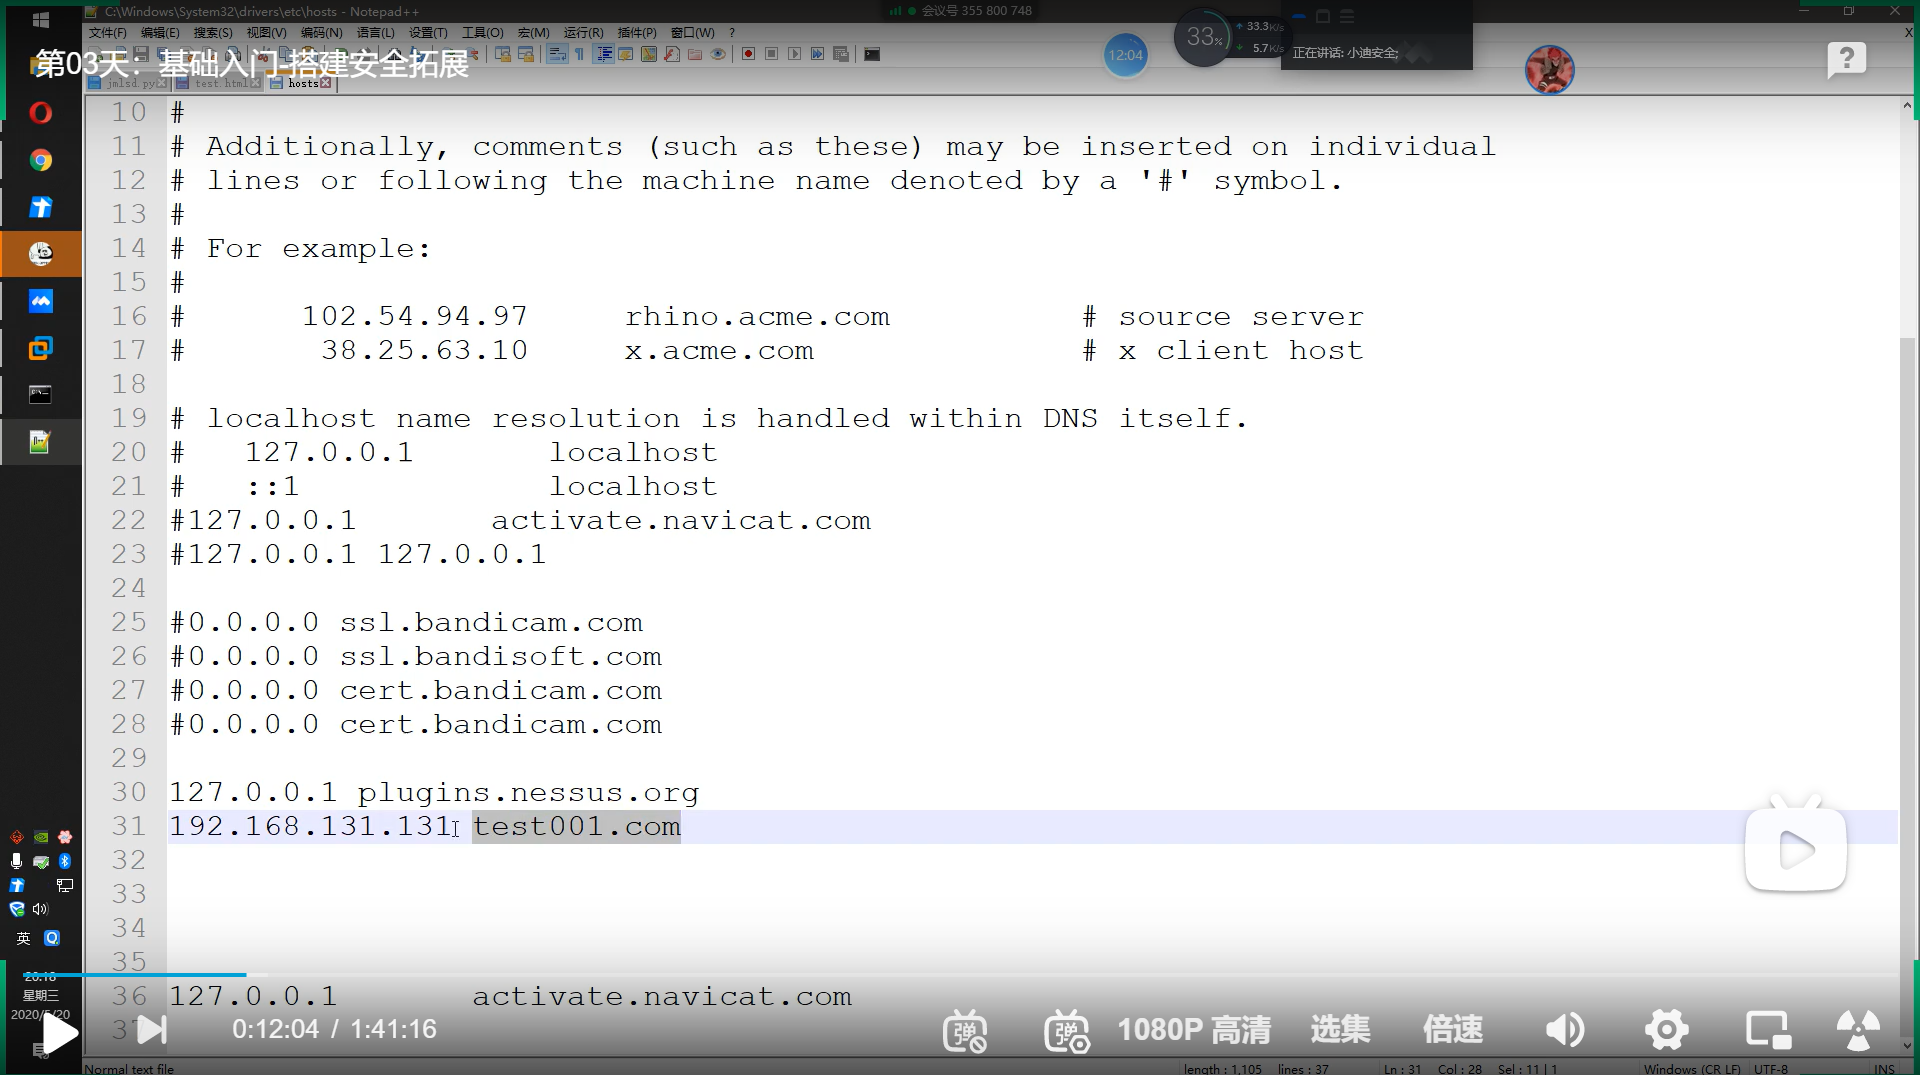 C:\Windows\System32\drivers\etc\hosts - Notepad++
会议号 355 800 748
文件(F) 编辑(E) 搜索(S) 视图(V) 编码(N) 语言(L) 设置(T) 工具(O) 宏(M) 运行(R) 插件(P) 窗口(W) ?
33%
33.3K/s
5.7K/s
正在讲话: 小迪安全;
12:04
第03天：基础入门-搭建安全拓展
jmlsd.py test.html hosts
10 #
11 # Additionally, comments (such as these) may be inserted on individual
12 # lines or following the machine name denoted by a '#' symbol.
13 #
14 # For example:
15 #
16 # 102.54.94.97 rhino.acme.com # source server
17 # 38.25.63.10 x.acme.com # x client host
18
19 # localhost name resolution is handled within DNS itself.
20 # 127.0.0.1 localhost
21 # ::1 localhost
22 #127.0.0.1 activate.navicat.com
23 #127.0.0.1 127.0.0.1
24
25 #0.0.0.0 ssl.bandicam.com
26 #0.0.0.0 ssl.bandisoft.com
27 #0.0.0.0 cert.bandicam.com
28 #0.0.0.0 cert.bandicam.com
29
30 127.0.0.1 plugins.nessus.org
31 192.168.131.131 test001.com
32
33
34
35
36 127.0.0.1 activate.navicat.com
37
英
20:18
星期三
2020/5/20
0:12:04 / 1:41:16
弹 弹 1080P 高清 选集 倍速
Normal text file
length : 1,105 lines : 37
Ln : 31 Col : 28 Sel : 11 | 1
Windows (CR LF) UTF-8 INS